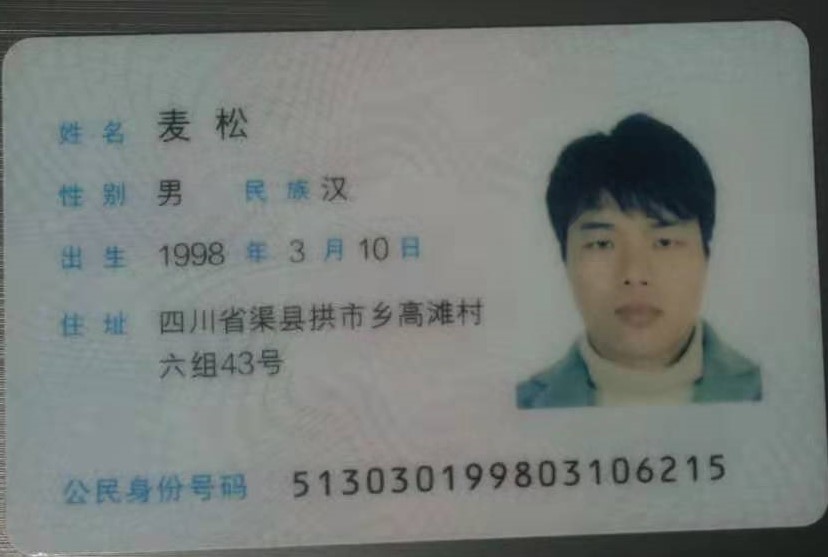 姓名 麦松
性别 男 民族 汉
出生 1998 年 3 月 10 日
住址 四川省渠县拱市乡高滩村
六组43号
公民身份号码 513030199803106215